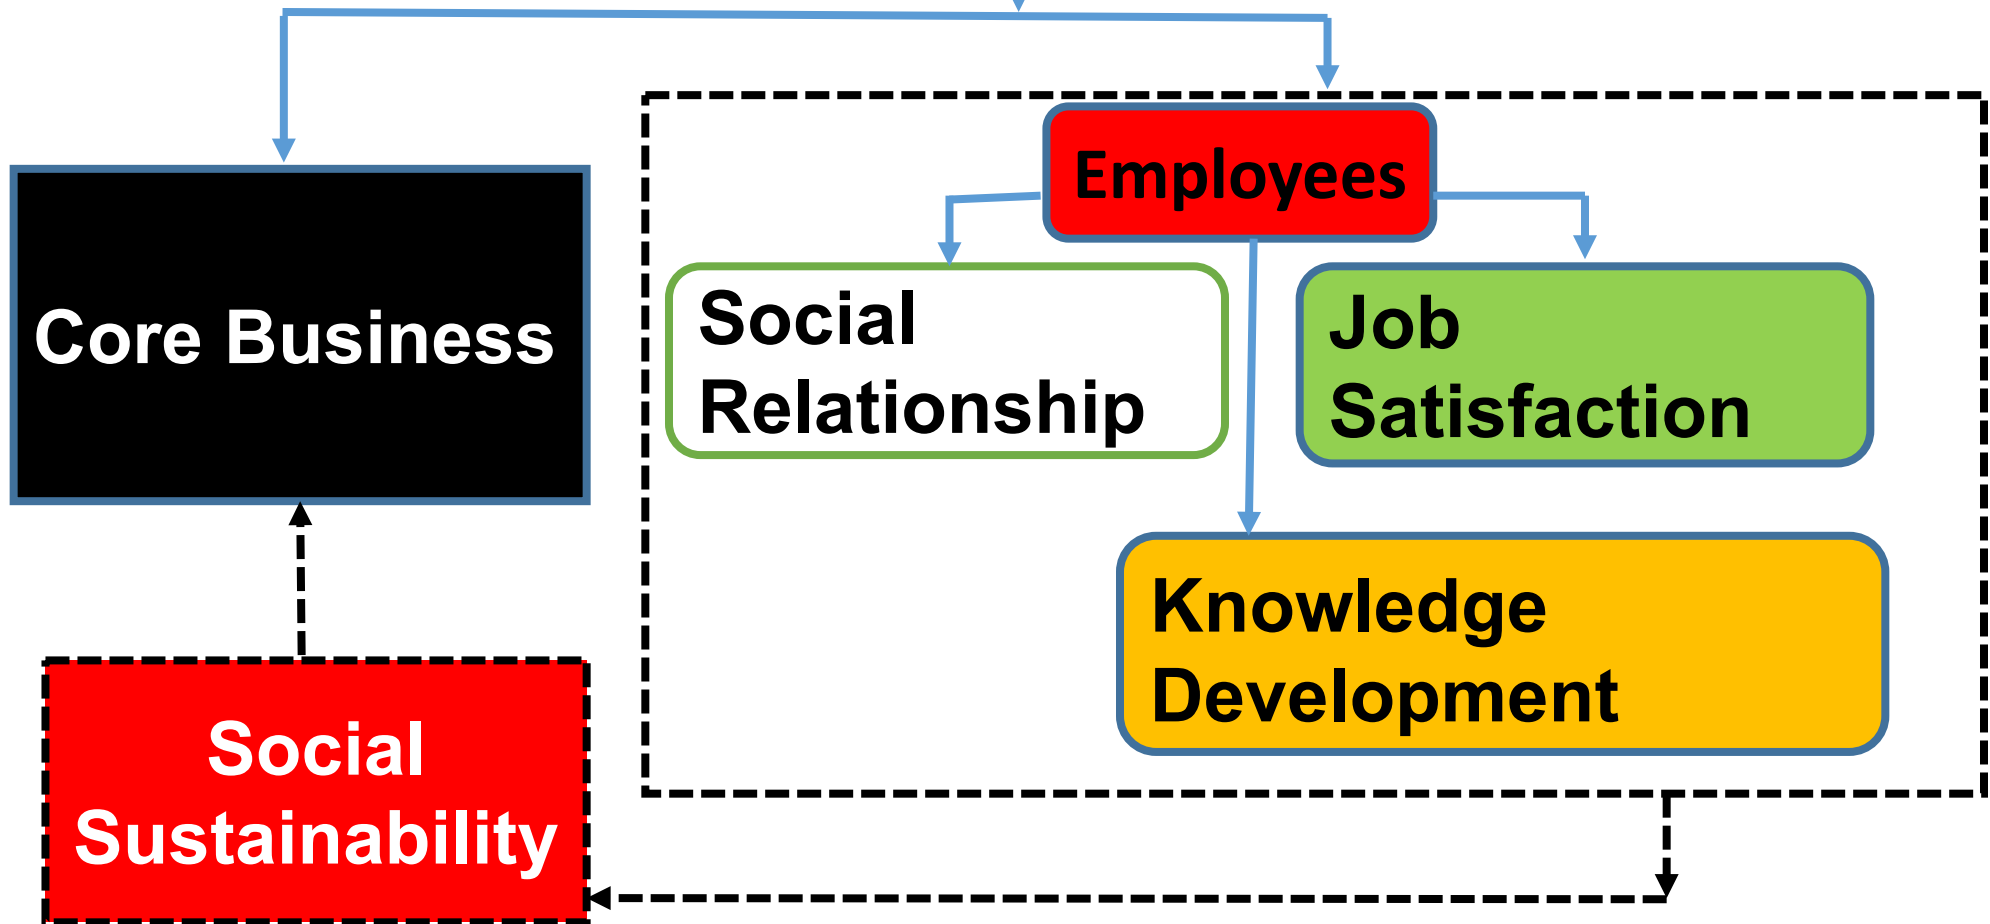 Employees
Core Business
Social
Relationship
Job
Satisfaction
Knowledge
Development
Social
Sustainability